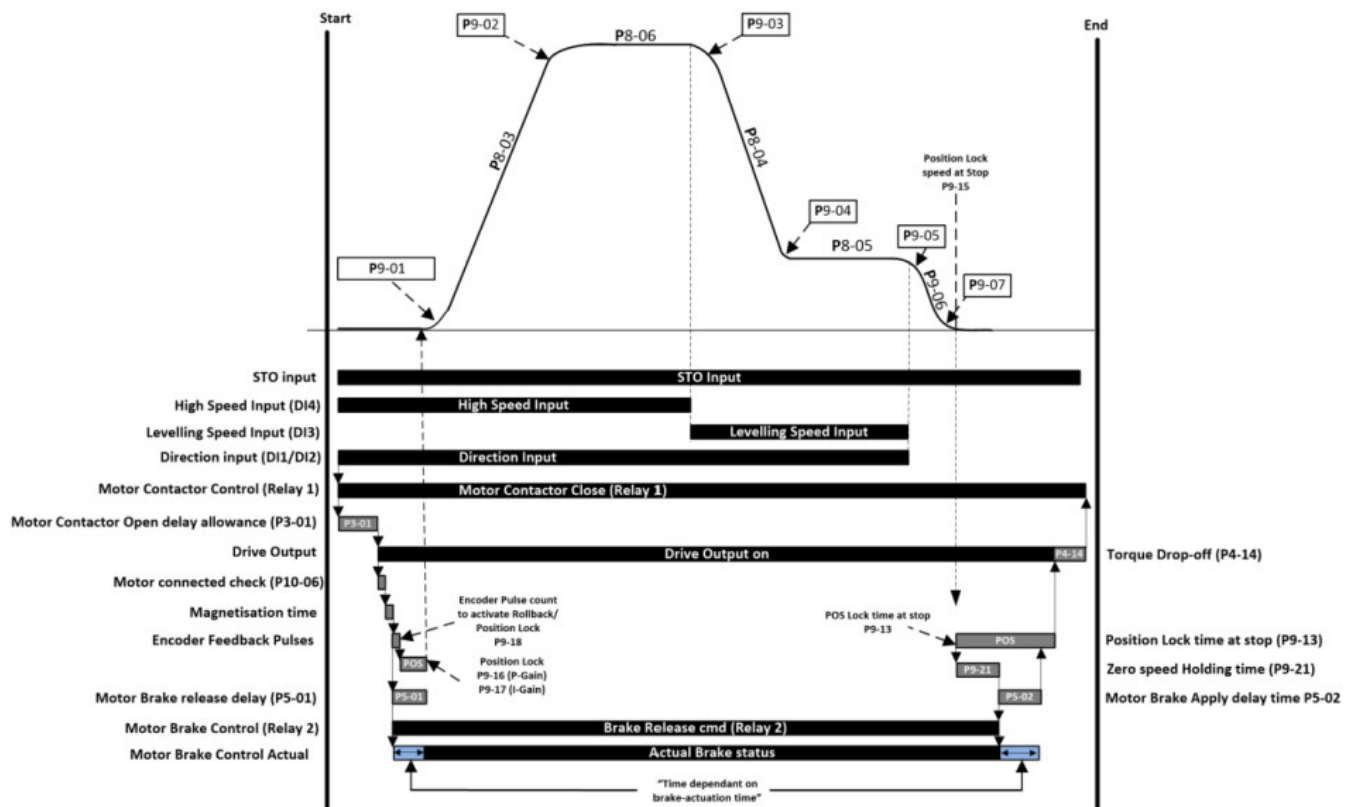 Start
End
P9-02
P8-06
P9-03
P8-03
P8-04
Position Lock
speed at Stop
P9-15
P9-04
P8-05
P9-05
P9-06
P9-01
P9-07
STO input
STO Input
High Speed Input (DI4)
High Speed Input
Levelling Speed Input (DI3)
Levelling Speed Input
Direction input (DI1/DI2)
Direction Input
Motor Contactor Control (Relay 1)
Motor Contactor Close (Relay 1)
Motor Contactor Open delay allowance (P3-01)
P3-01
Drive Output
Drive Output on
P4-14
Torque Drop-off (P4-14)
Motor connected check (P10-06)
Magnetisation time
Encoder Pulse count
to activate Rollback/
Position Lock
P9-18
POS Lock time at stop
P9-13
Encoder Feedback Pulses
POS
Position Lock time at stop (P9-13)
POS
Position Lock
P9-16 (P-Gain)
P9-17 (I-Gain)
P9-21
Zero speed Holding time (P9-21)
Motor Brake release delay (P5-01)
P5-01
P5-02
Motor Brake Apply delay time P5-02
Motor Brake Control (Relay 2)
Brake Release cmd (Relay 2)
Motor Brake Control Actual
Actual Brake status
"Time dependant on
brake-actuation time"